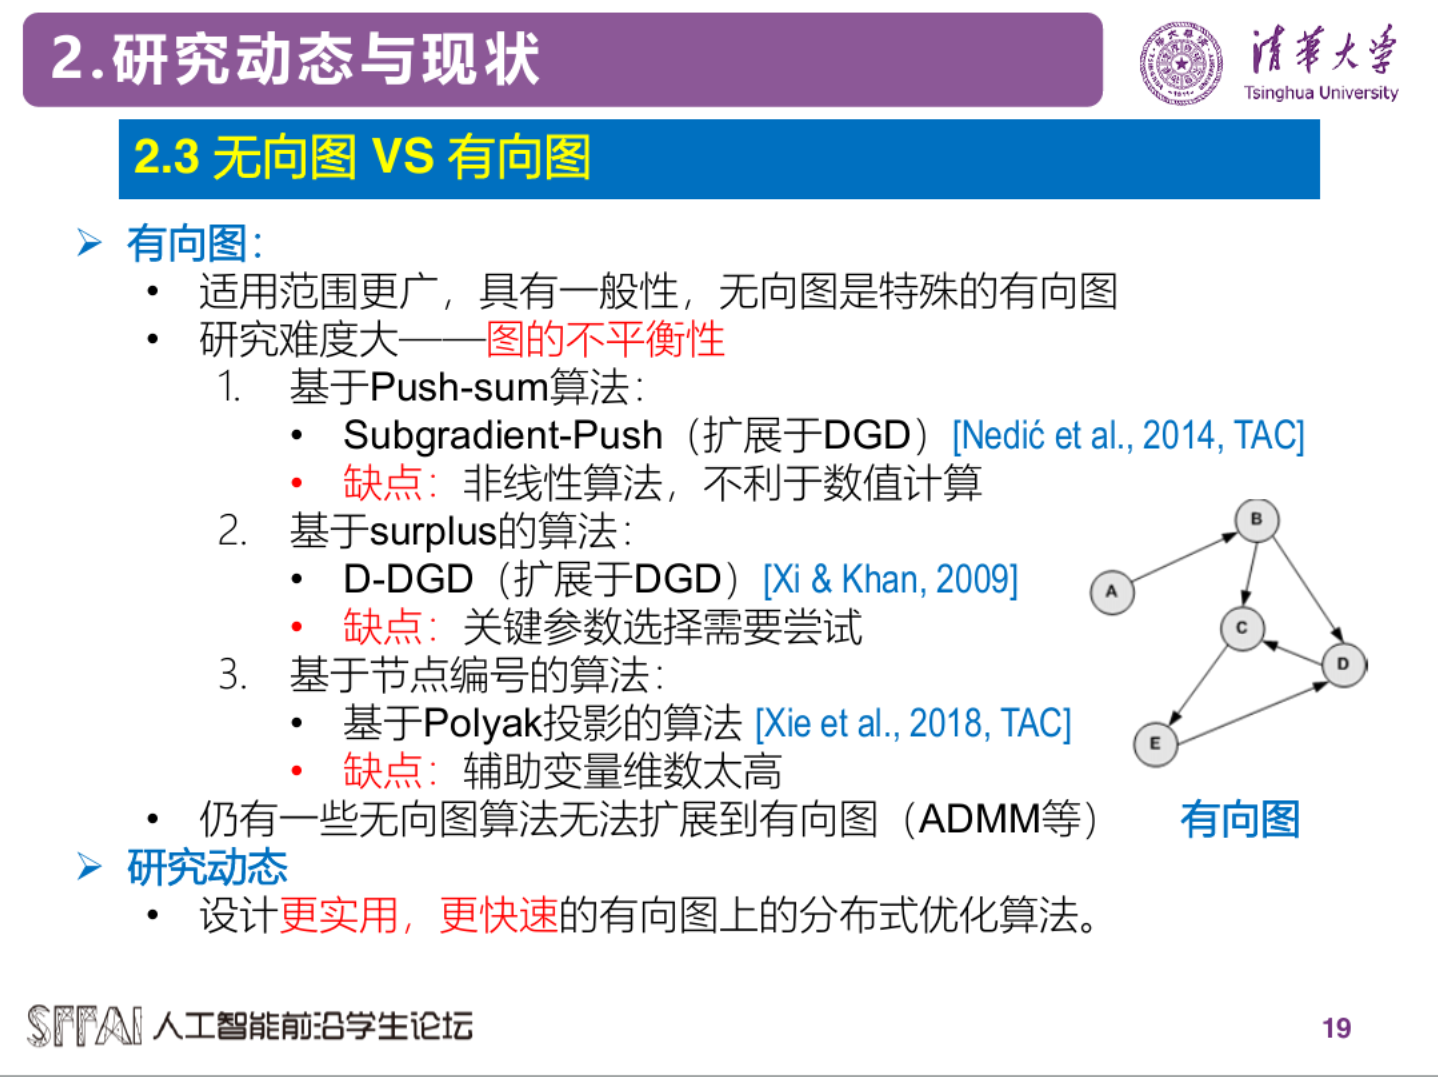 2.研究动态与现状
清華大学
Tsinghua University
2.3 无向图 VS 有向图
➢ 有向图：
• 适用范围更广，具有一般性，无向图是特殊的有向图
• 研究难度大——图的不平衡性
1. 基于Push-sum算法：
• Subgradient-Push（扩展于DGD）[Nedić et al., 2014, TAC]
• 缺点：非线性算法，不利于数值计算
2. 基于surplus的算法：
• D-DGD（扩展于DGD）[Xi & Khan, 2009]
• 缺点：关键参数选择需要尝试
3. 基于节点编号的算法：
• 基于Polyak投影的算法 [Xie et al., 2018, TAC]
• 缺点：辅助变量维数太高
• 仍有一些无向图算法无法扩展到有向图（ADMM等）
B
A
C
D
E
有向图
➢ 研究动态
• 设计更实用，更快速的有向图上的分布式优化算法。
SFFAI 人工智能前沿学生论坛
19